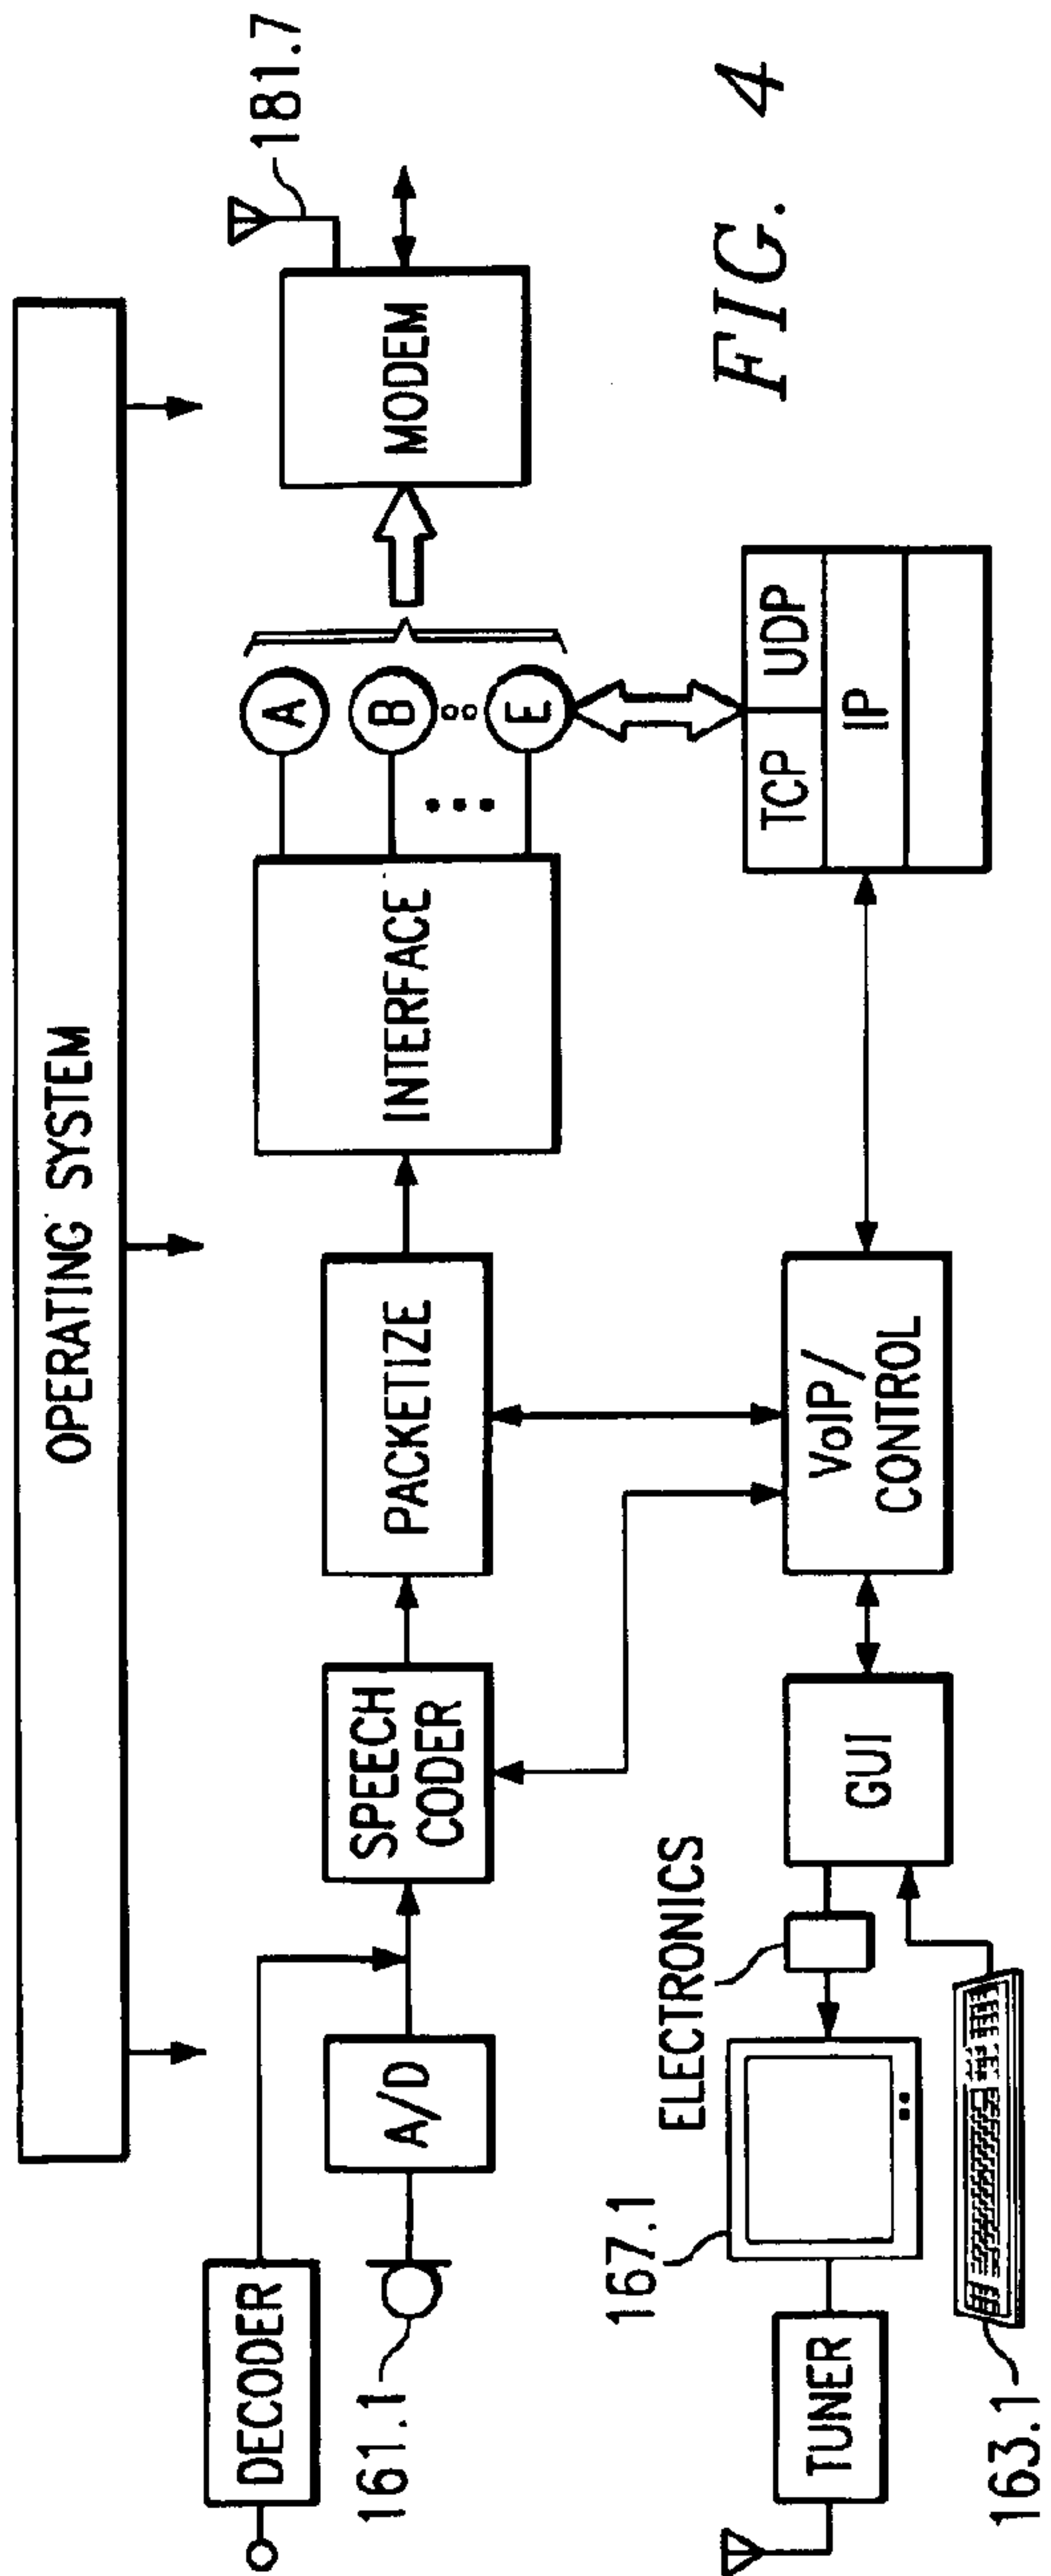 OPERATING SYSTEM
DECODER
161.1
A/D
SPEECH
CODER
PACKETIZE
INTERFACE
A
B
E
MODEM
181.7
167.1
ELECTRONICS
TUNER
163.1
GUI
VoIP/
CONTROL
TCP
UDP
IP
FIG. 4